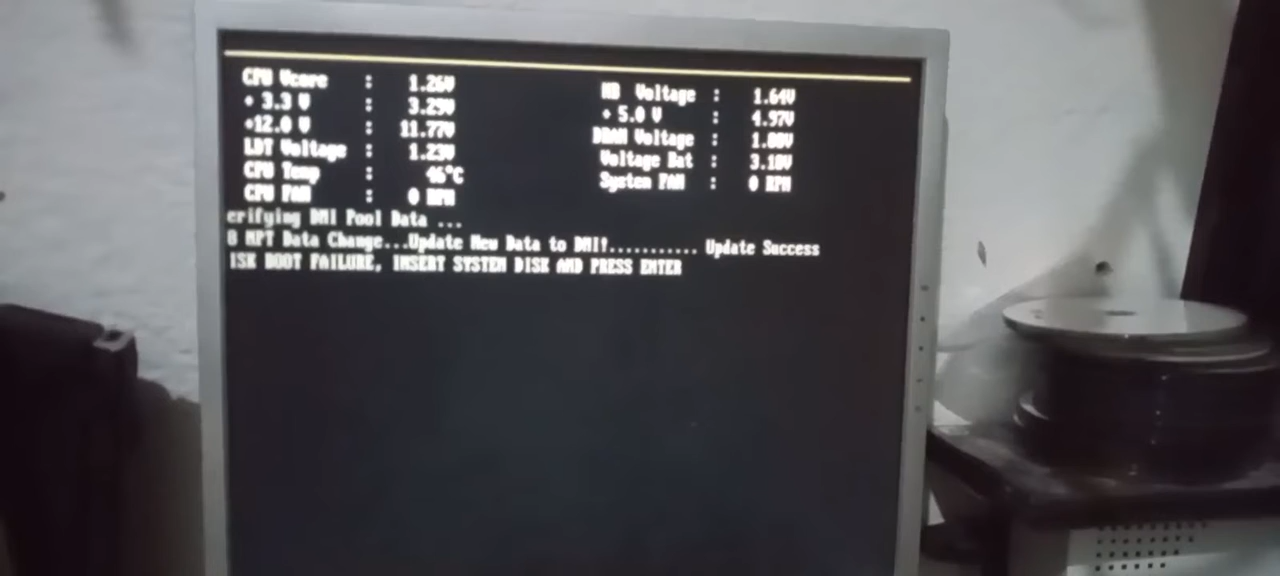 CPU Vcore : 1.26V NB Voltage : 1.64V
+ 3.3 V : 3.29V + 5.0 V : 4.97V
+12.0 V : 11.77V DRAM Voltage : 1.88V
LDT Voltage : 1.23V Voltage Bat : 3.18V
CPU Temp : 46°C System FAN : 0 RPM
CPU FAN : 0 RPM
erifying DMI Pool Data ...
Data Change...Update New Data to DMI!.......... Update Success
ISK BOOT FAILURE, INSERT SYSTEM DISK AND PRESS ENTER